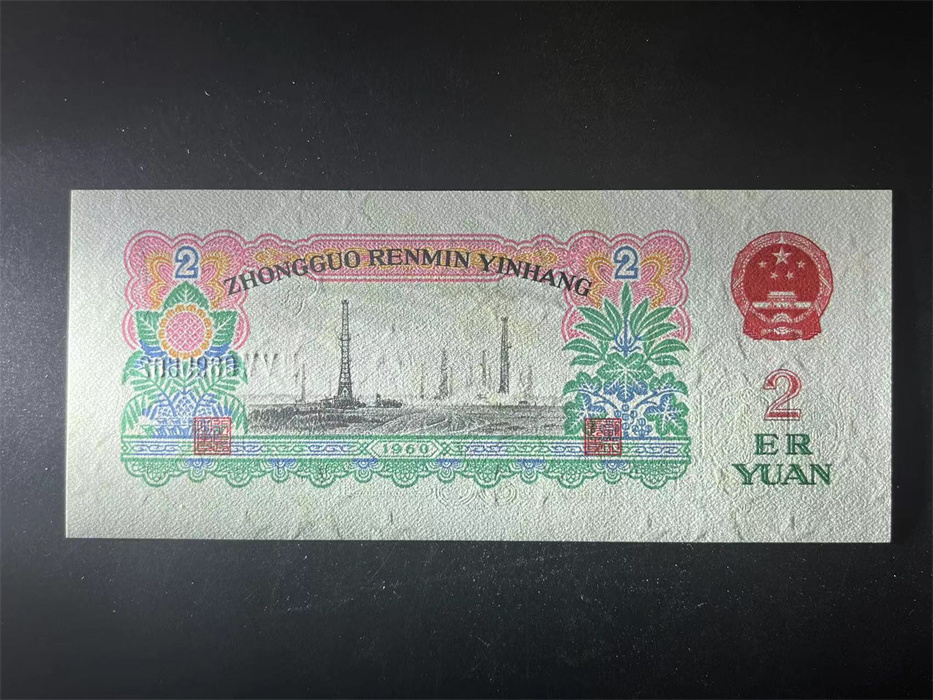 2
2
ZHONGGUO RENMIN YINHANG
1960
2
ER
YUAN